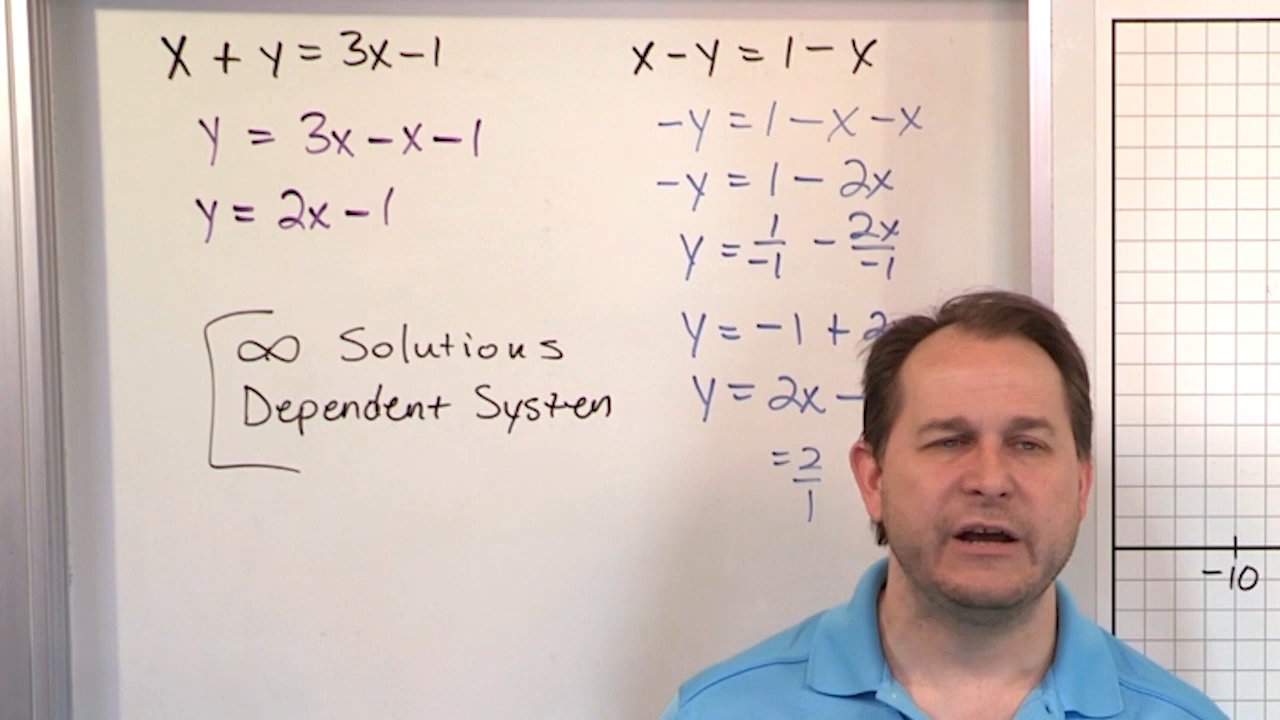 x + y = 3x - 1
y = 3x - x - 1
y = 2x - 1
∞ Solutions
Dependent System
x - y = 1 - x
-y = 1 - x - x
-y = 1 - 2x
y = 1/-1 - 2x/-1
y = -1 + 2
y = 2x -
= 2/1
-10